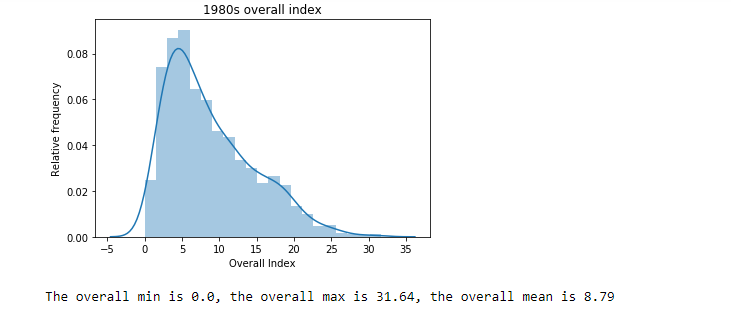 1980s overall index
0.08
0.06
0.04
0.02
0.00
Relative frequency
−5 0 5 10 15 20 25 30 35
Overall Index
The overall min is 0.0, the overall max is 31.64, the overall mean is 8.79